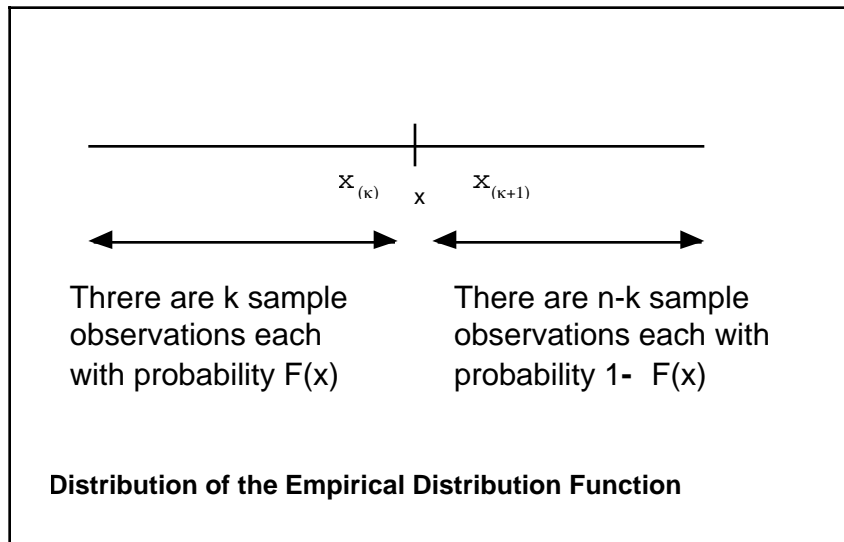 x(κ) x x(κ+1)
Threre are k sample
observations each
with probability F(x)
There are n-k sample
observations each with
probability 1- F(x)
Distribution of the Empirical Distribution Function